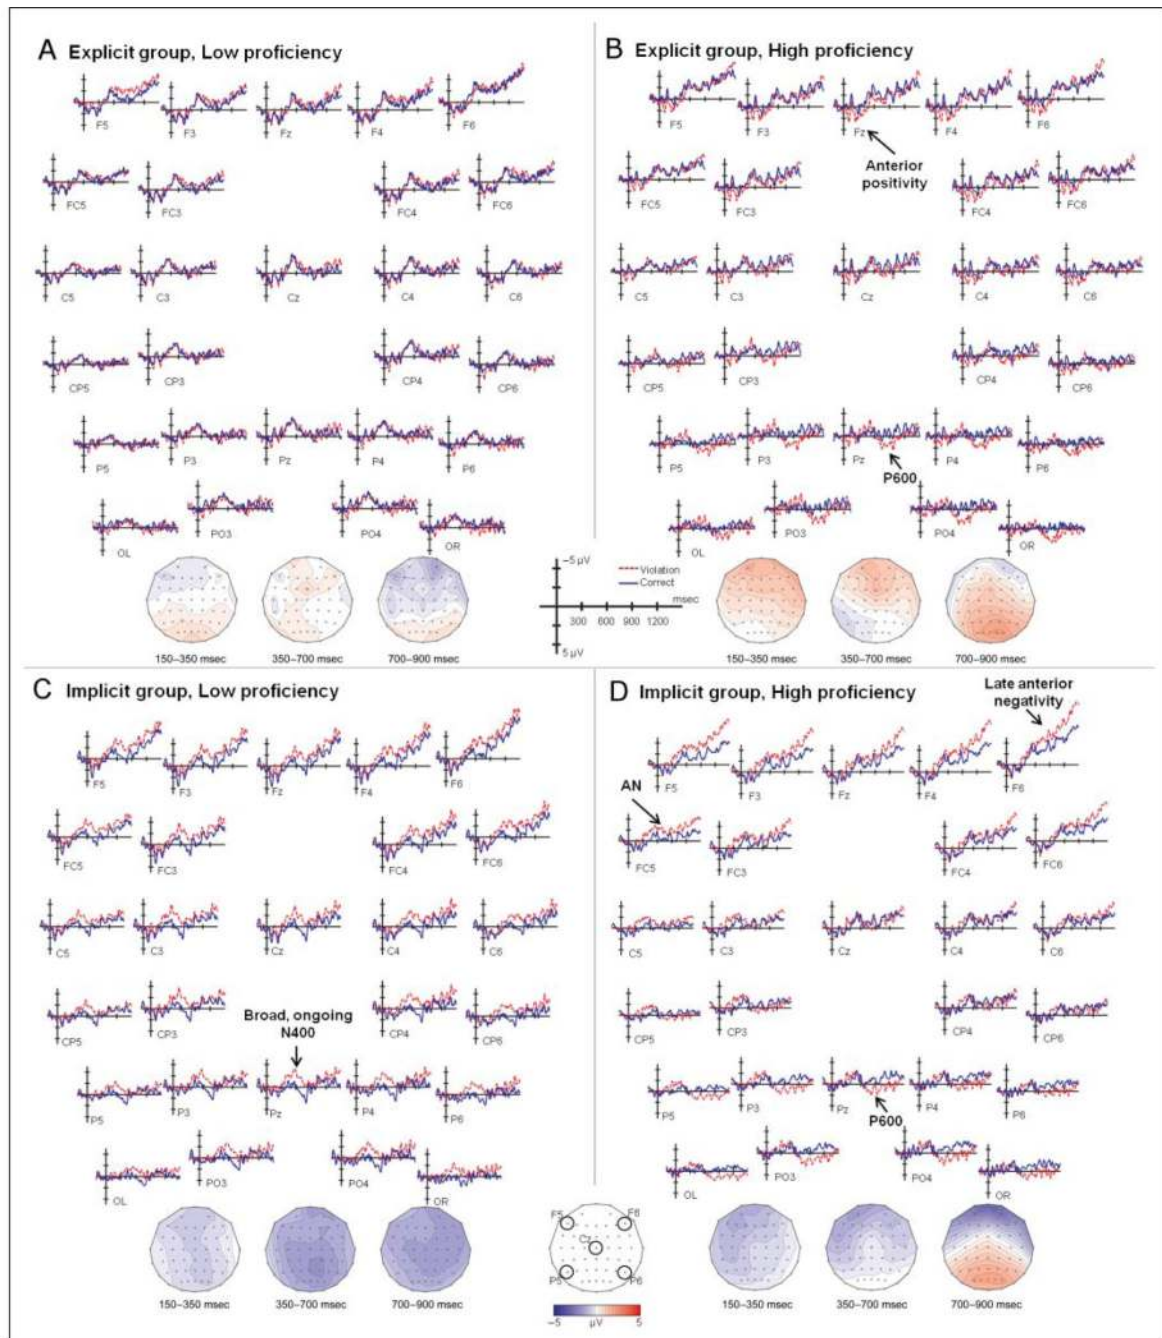 A Explicit group, Low proficiency
F5 F3 Fz F4 F6
FC5 FC3 FC4 FC6
C5 C3 Cz C4 C6
CP5 CP3 CP4 CP6
P5 P3 Pz P4 P6
OL PO3 PO4 OR
150–350 msec 350–700 msec 700–900 msec
B Explicit group, High proficiency
F5 F3 Fz F4 F6
Anterior
positivity
FC5 FC3 FC4 FC6
C5 C3 Cz C4 C6
CP5 CP3 CP4 CP6
P5 P3 Pz P4 P6
P600
OL PO3 PO4 OR
150–350 msec 350–700 msec 700–900 msec
–5 µV
Violation
Correct
msec
300 600 900 1200
5 µV
C Implicit group, Low proficiency
F5 F3 Fz F4 F6
FC5 FC3 FC4 FC6
C5 C3 Cz C4 C6
CP5 CP3 CP4 CP6
Broad, ongoing
N400
P5 P3 Pz P4 P6
OL PO3 PO4 OR
150–350 msec 350–700 msec 700–900 msec
D Implicit group, High proficiency
Late anterior
negativity
F5 F3 Fz F4 F6
AN
FC5 FC3 FC4 FC6
C5 C3 Cz C4 C6
CP5 CP3 CP4 CP6
P5 P3 Pz P4 P6
P600
OL PO3 PO4 OR
150–350 msec 350–700 msec 700–900 msec
F5 F6
Cz
P5 P6
–5 µV 5